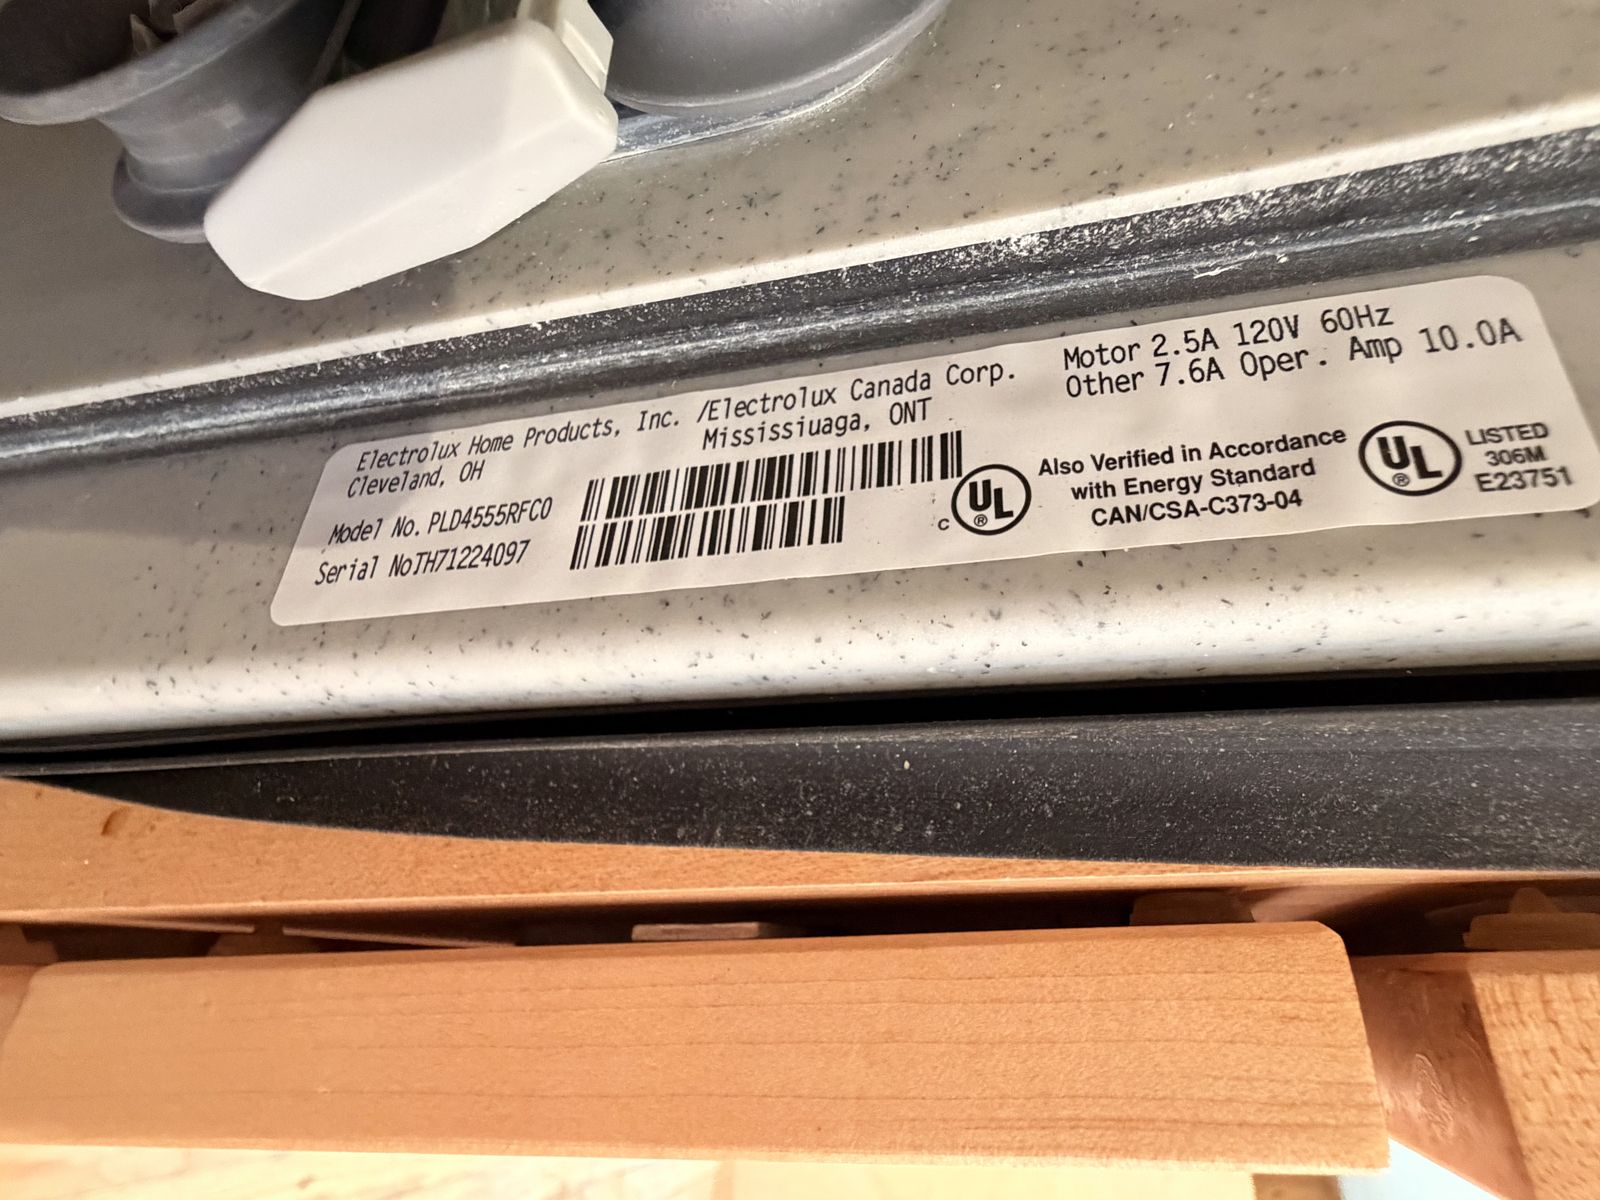 Electrolux Home Products, Inc. /Electrolux Canada Corp.
Cleveland, OH
Mississiuaga, ONT
Motor 2.5A 120V 60Hz
Other 7.6A Oper. Amp 10.0A
Model No. PLD4555RFC0
Serial NoTH71224097
C UL ®
Also Verified in Accordance
with Energy Standard
CAN/CSA-C373-04
UL ®
LISTED
306M
E23751